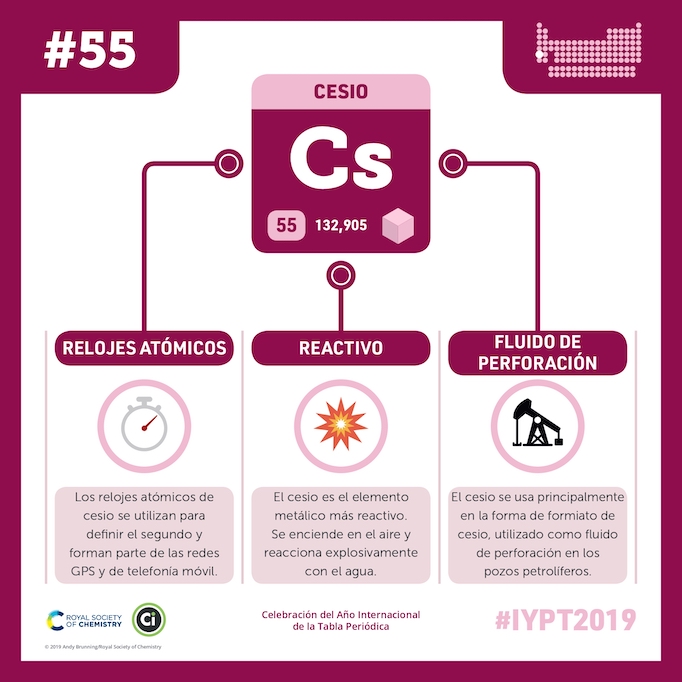 #55
CESIO
Cs
55
132,905
RELOJES ATÓMICOS
Los relojes atómicos de
cesio se utilizan para
definir el segundo y
forman parte de las redes
GPS y de telefonía móvil.
REACTIVO
El cesio es el elemento
metálico más reactivo.
Se enciende en el aire y
reacciona explosivamente
con el agua.
FLUIDO DE
PERFORACIÓN
El cesio se usa principalmente
en la forma de formiato de
cesio, utilizado como fluido
de perforación en los
pozos petrolíferos.
ROYAL SOCIETY
OF CHEMISTRY
Ci
© 2019 Andy Brunning/Royal Society of Chemistry
Celebración del Año Internacional
de la Tabla Periódica
#IYPT2019